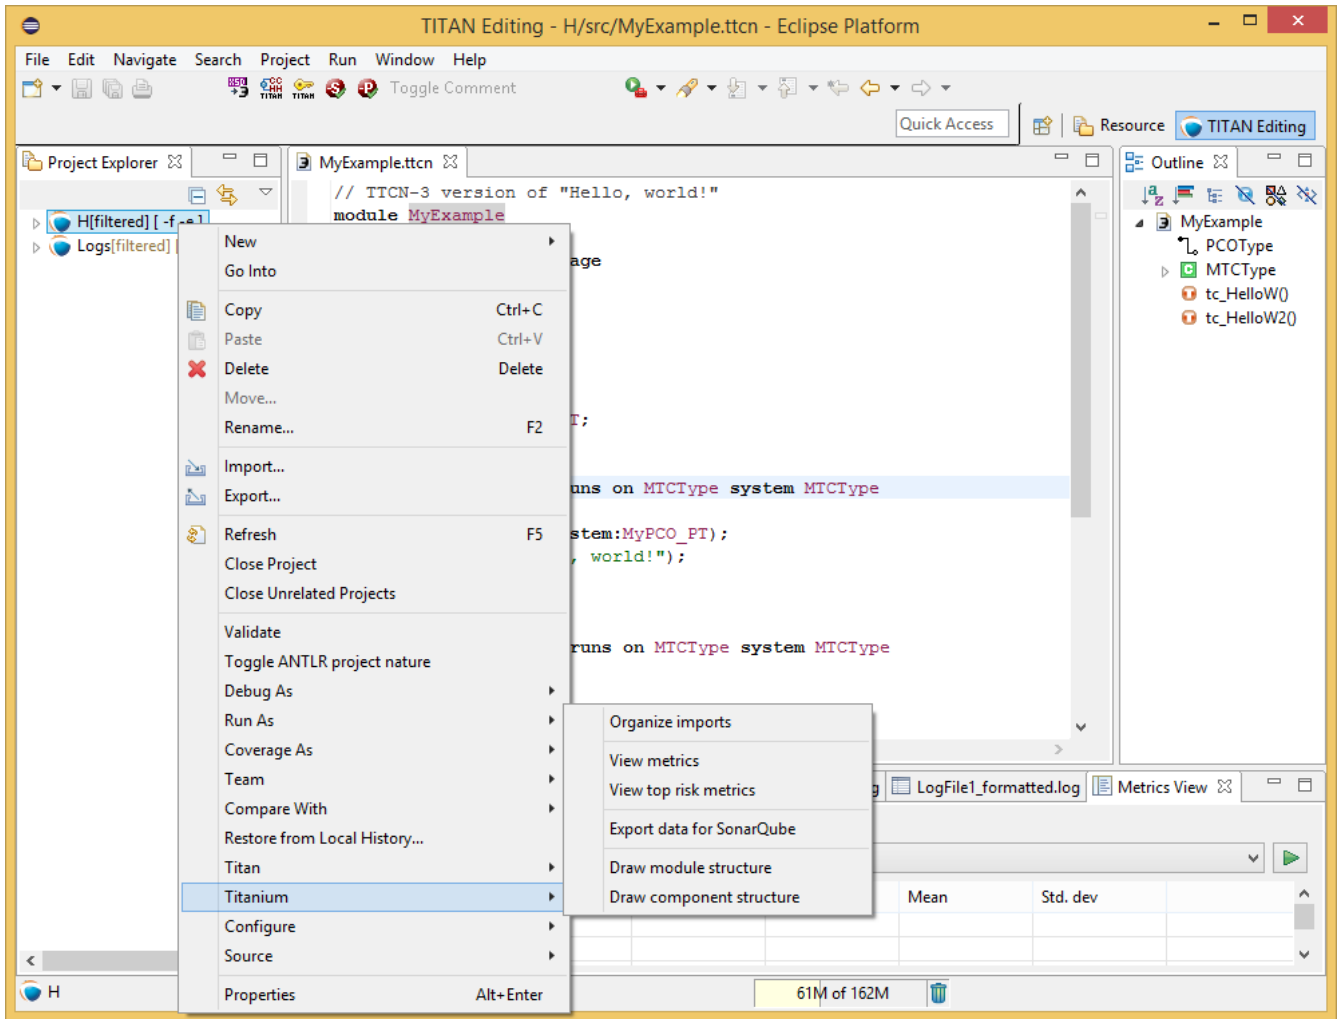 TITAN Editing - H/src/MyExample.ttcn - Eclipse Platform
File Edit Navigate Search Project Run Window Help
Toggle Comment
Quick Access
Resource
TITAN Editing
Project Explorer
H[filtered] [ -f -e ]
Logs[filtered] [
MyExample.ttcn
// TTCN-3 version of "Hello, world!"
module MyExample
age
T;
uns on MTCType system MTCType
stem:MyPCO_PT);
, world!");
runs on MTCType system MTCType
Outline
MyExample
PCOType
MTCType
tc_HelloW()
tc_HelloW2()
New
Go Into
Copy Ctrl+C
Paste Ctrl+V
Delete Delete
Move...
Rename... F2
Import...
Export...
Refresh F5
Close Project
Close Unrelated Projects
Validate
Toggle ANTLR project nature
Debug As
Run As
Coverage As
Team
Compare With
Restore from Local History...
Titan
Titanium
Configure
Source
Properties Alt+Enter
Organize imports
View metrics
View top risk metrics
Export data for SonarQube
Draw module structure
Draw component structure
g
LogFile1_formatted.log
Metrics View
Mean Std. dev
H
61M of 162M